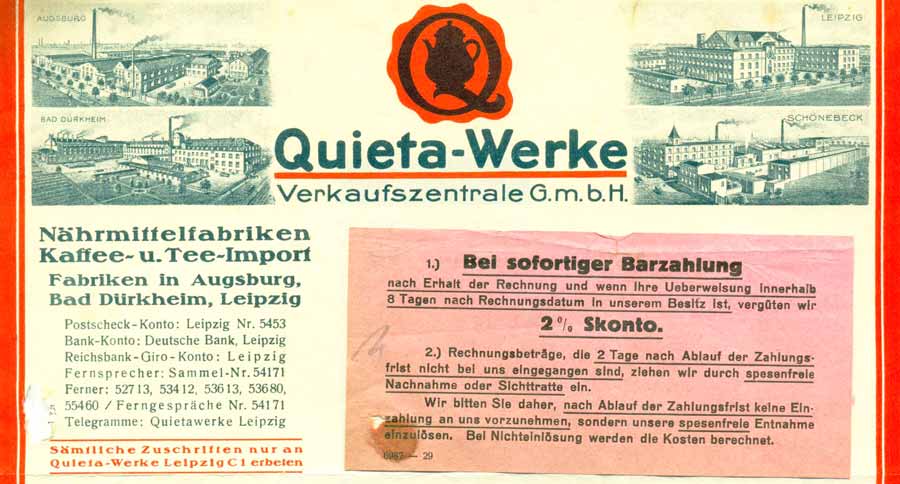 AUGSBURG
LEIPZIG
BAD DÜRKHEIM
SCHÖNEBECK
Q
Quieta-Werke
Verkaufszentrale G.m.b.H.
Nährmittelfabriken
Kaffee- u. Tee-Import
Fabriken in Augsburg,
Bad Dürkheim, Leipzig
Postscheck-Konto: Leipzig Nr. 5453
Bank-Konto: Deutsche Bank, Leipzig
Reichsbank-Giro-Konto: Leipzig
Fernsprecher: Sammel-Nr. 54171
Ferner: 52713, 53412, 53613, 53680,
55460 / Ferngespräche Nr. 54171
Telegramme: Quietawerke Leipzig
Sämtliche Zuschriften nur an
Quieta-Werke Leipzig C 1 erbeten
1.) Bei sofortiger Barzahlung
nach Erhalt der Rechnung und wenn Ihre Ueberweisung innerhalb
8 Tagen nach Rechnungsdatum in unserem Besitz ist, vergüten wir
2% Skonto.
2.) Rechnungsbeträge, die 2 Tage nach Ablauf der Zahlungs-
frist nicht bei uns eingegangen sind, ziehen wir durch spesenfreie
Nachnahme oder Sichttratte ein.
Wir bitten Sie daher, nach Ablauf der Zahlungsfrist keine Ein-
zahlung an uns vorzunehmen, sondern unsere spesenfreie Entnahme
einzulösen. Bei Nichteinlösung werden die Kosten berechnet.
6987 — 29